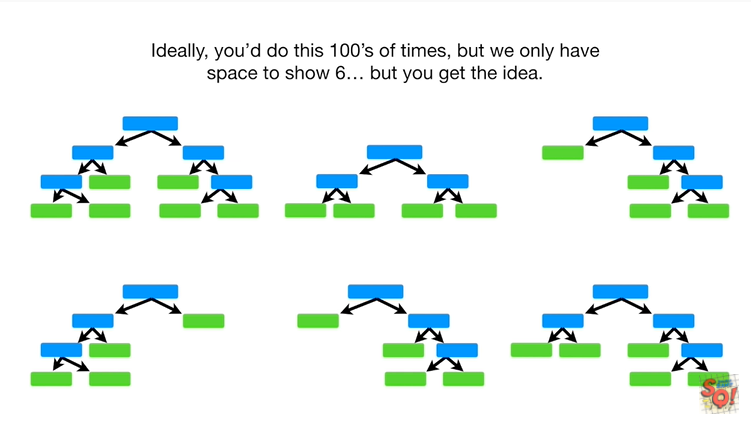 Ideally, you’d do this 100’s of times, but we only have
space to show 6… but you get the idea.
SQ!